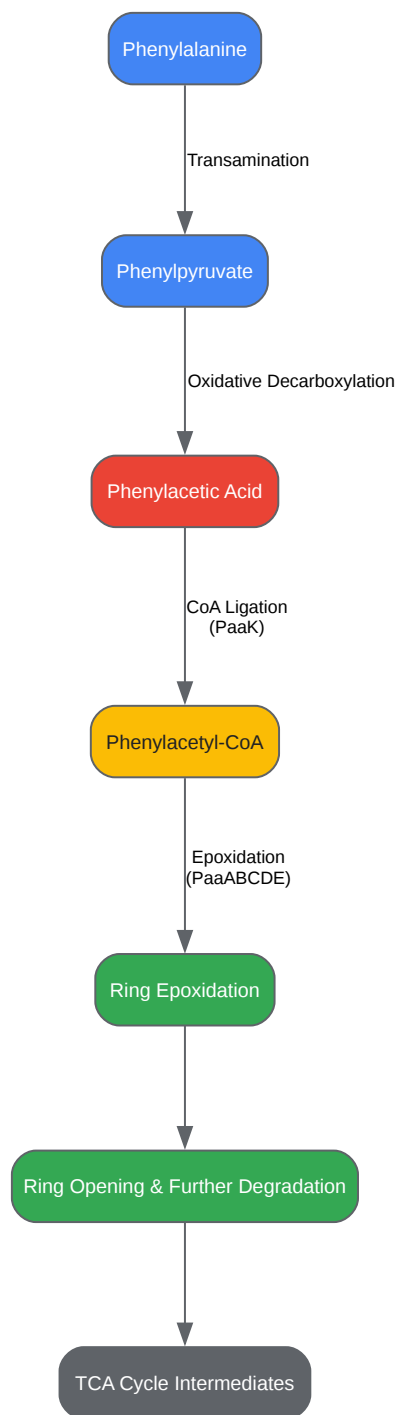 Phenylalanine
Transamination
Phenylpyruvate
Oxidative Decarboxylation
Phenylacetic Acid
CoA Ligation
(PaaK)
Phenylacetyl-CoA
Epoxidation
(PaaABCDE)
Ring Epoxidation
Ring Opening & Further Degradation
TCA Cycle Intermediates